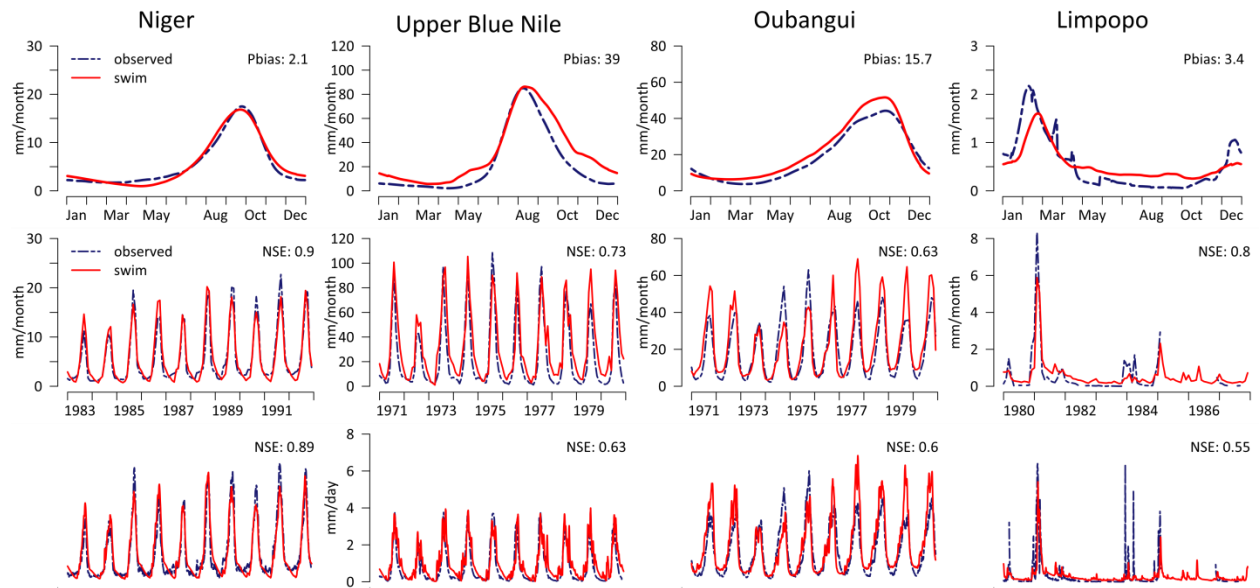 Niger
Upper Blue Nile
Oubangui
Limpopo
30
20
10
0
mm/month
observed
swim
Pbias: 2.1
Jan Mar May Aug Oct Dec
120
100
80
60
40
20
0
mm/month
Pbias: 39
Jan Mar May Aug Oct Dec
80
60
40
20
0
mm/month
Pbias: 15.7
Jan Mar May Aug Oct Dec
3
2
1
0
mm/month
Pbias: 3.4
Jan Mar May Aug Oct Dec
30
20
10
0
mm/month
observed
swim
NSE: 0.9
1983 1985 1987 1989 1991
120
100
80
60
40
20
0
mm/month
NSE: 0.73
1971 1973 1975 1977 1979
80
60
40
20
0
mm/month
NSE: 0.63
1971 1973 1975 1977 1979
8
6
4
2
0
mm/month
NSE: 0.8
1980 1982 1984 1986
NSE: 0.89
8
6
4
2
0
mm/day
NSE: 0.63
NSE: 0.6
NSE: 0.55